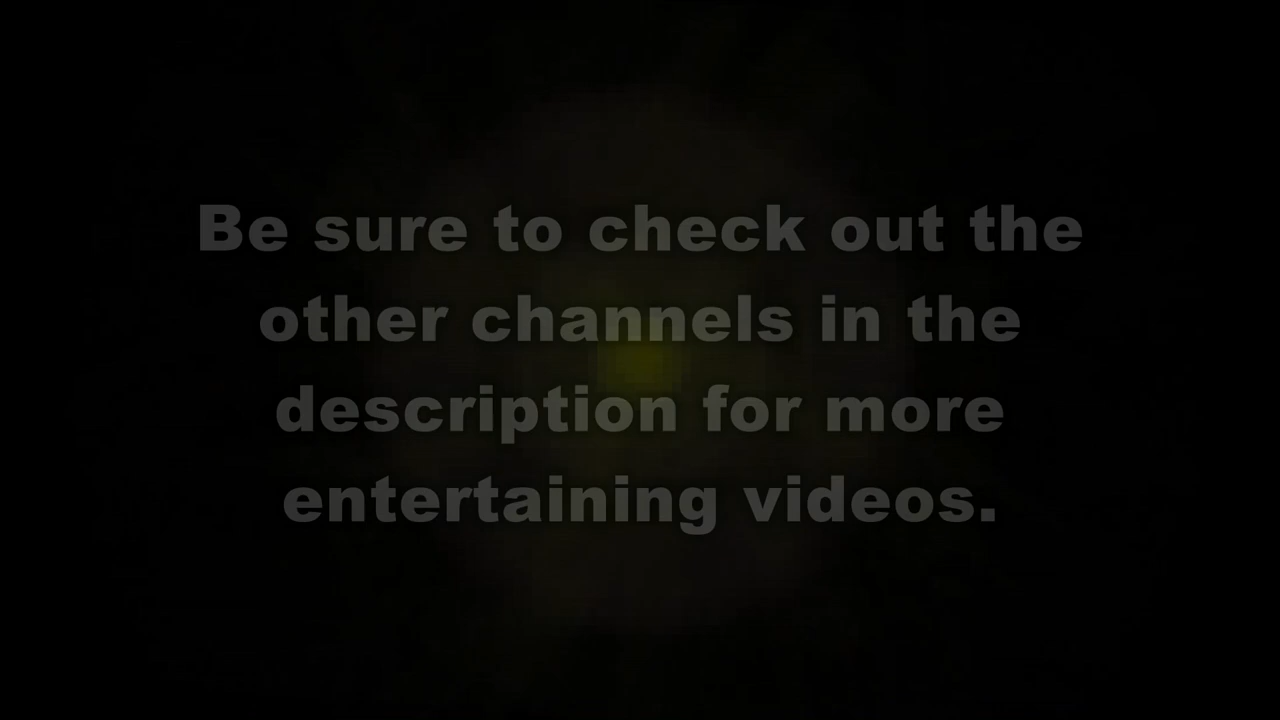 Be sure to check out the
other channels in the
description for more
entertaining videos.